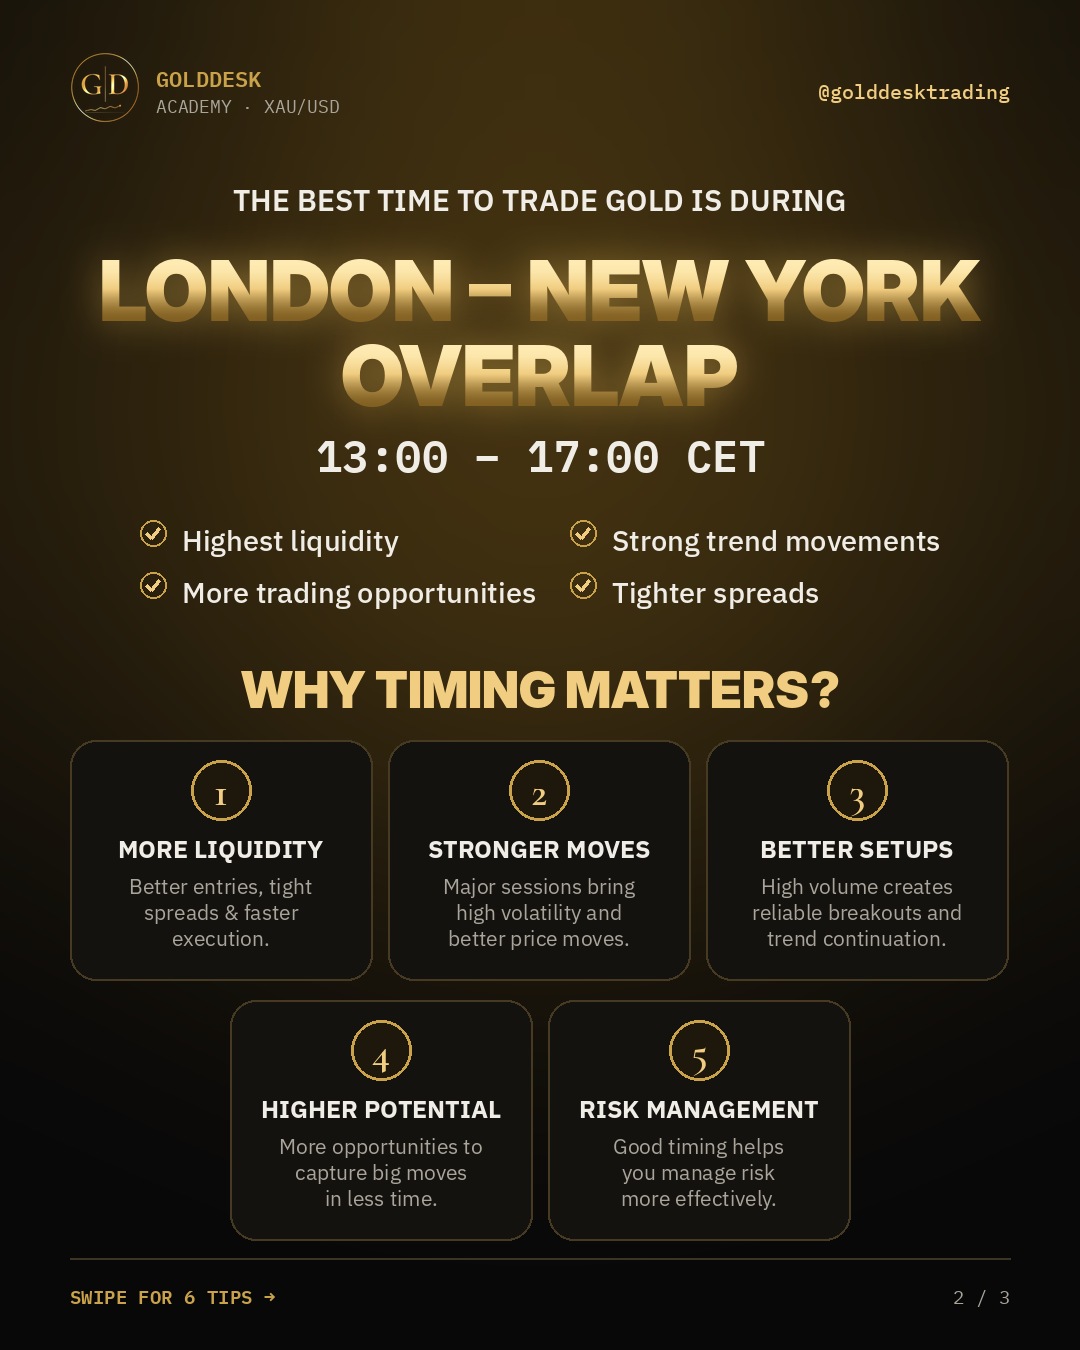 GD
GOLDDESK
ACADEMY · XAU/USD
@golddesktrading
THE BEST TIME TO TRADE GOLD IS DURING
LONDON – NEW YORK
OVERLAP
13:00 – 17:00 CET
Highest liquidity
Strong trend movements
More trading opportunities
Tighter spreads
WHY TIMING MATTERS?
1
MORE LIQUIDITY
Better entries, tight
spreads & faster
execution.
2
STRONGER MOVES
Major sessions bring
high volatility and
better price moves.
3
BETTER SETUPS
High volume creates
reliable breakouts and
trend continuation.
4
HIGHER POTENTIAL
More opportunities to
capture big moves
in less time.
5
RISK MANAGEMENT
Good timing helps
you manage risk
more effectively.
SWIPE FOR 6 TIPS →
2 / 3